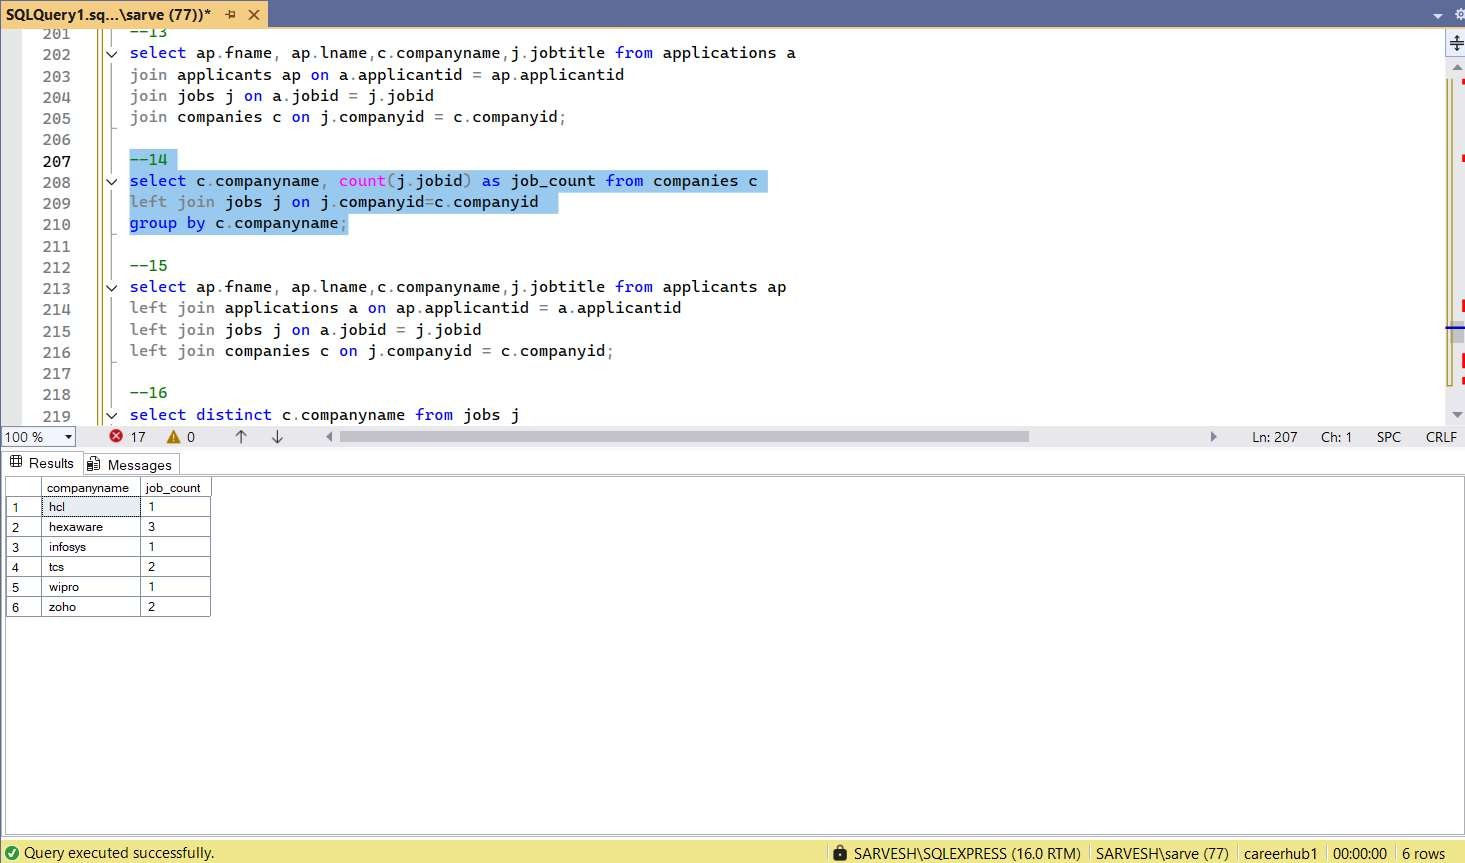 SQLQuery1.sq...\sarve (77))*
201 --13
202 select ap.fname, ap.lname,c.companyname,j.jobtitle from applications a
203 join applicants ap on a.applicantid = ap.applicantid
204 join jobs j on a.jobid = j.jobid
205 join companies c on j.companyid = c.companyid;
206
207 --14
208 select c.companyname, count(j.jobid) as job_count from companies c
209 left join jobs j on j.companyid=c.companyid
210 group by c.companyname;
211
212 --15
213 select ap.fname, ap.lname,c.companyname,j.jobtitle from applicants ap
214 left join applications a on ap.applicantid = a.applicantid
215 left join jobs j on a.jobid = j.jobid
216 left join companies c on j.companyid = c.companyid;
217
218 --16
219 select distinct c.companyname from jobs j
100 % 17 0 Ln: 207 Ch: 1 SPC CRLF
Results Messages
companyname job_count
1 hcl 1
2 hexaware 3
3 infosys 1
4 tcs 2
5 wipro 1
6 zoho 2
Query executed successfully. SARVESH\SQLEXPRESS (16.0 RTM) SARVESH\sarve (77) careerhub1 00:00:00 6 rows